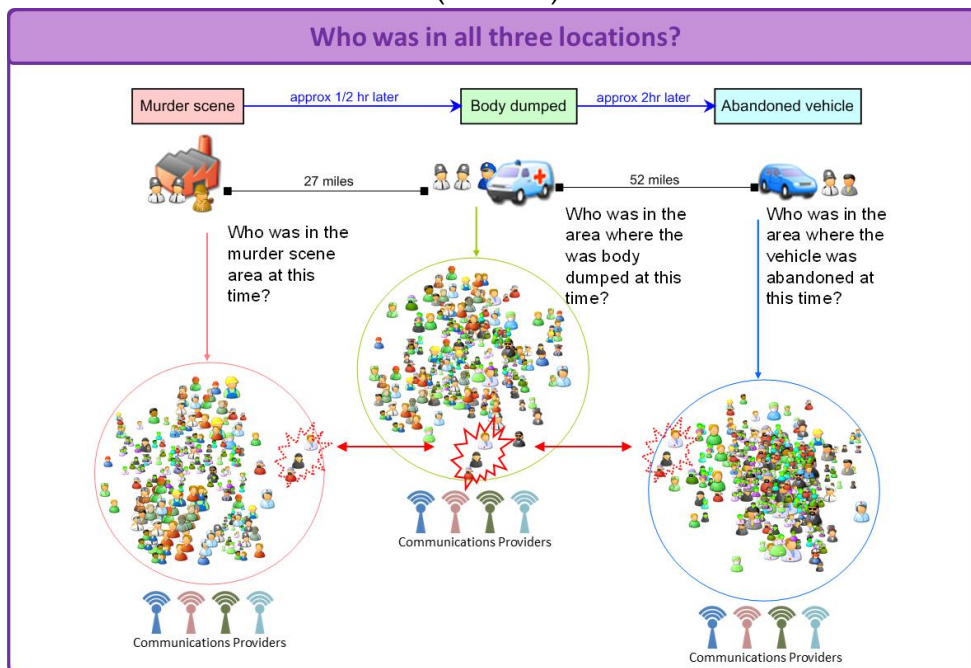 Who was in all three locations?
Murder scene
approx 1/2 hr later
Body dumped
approx 2hr later
Abandoned vehicle
27 miles
52 miles
Who was in the
murder scene
area at this
time?
Who was in the
area where the
was body
dumped at this
time?
Who was in the
area where the
vehicle was
abandoned at
this time?
Communications Providers
Communications Providers
Communications Providers